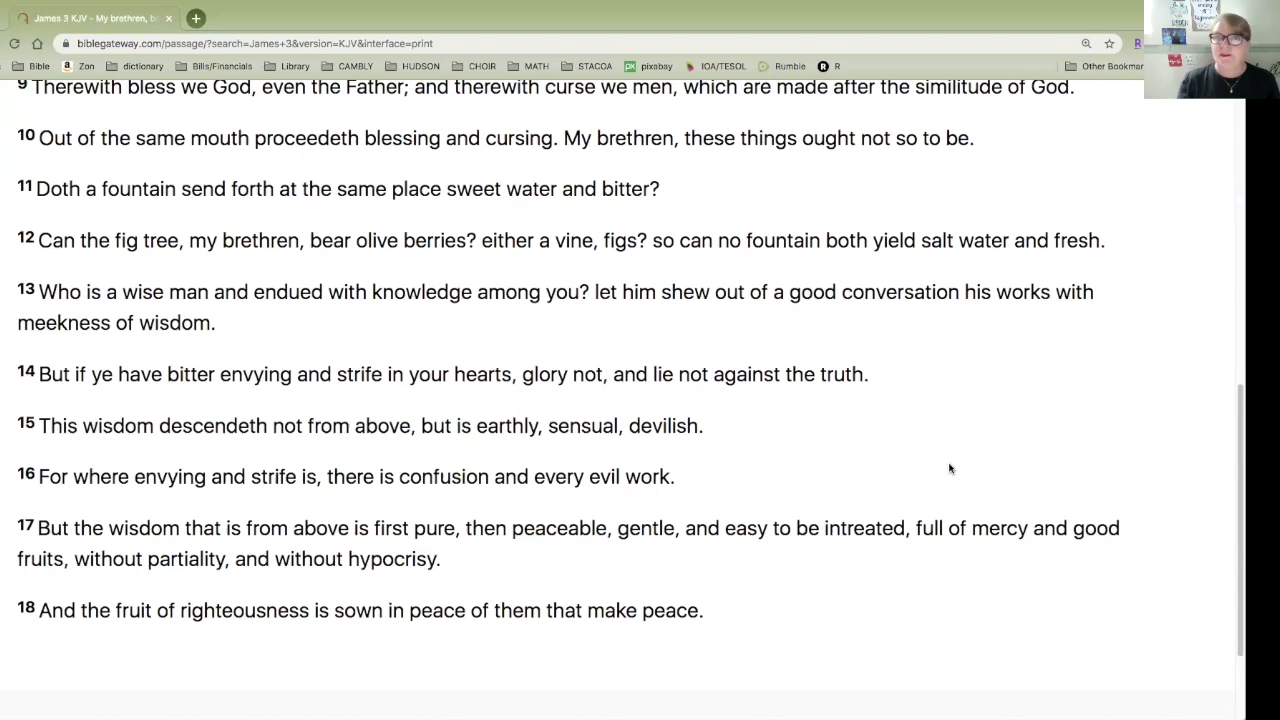 James 3 KJV - My brethren, b
biblegateway.com/passage/?search=James+3&version=KJV&interface=print
Bible Zon dictionary Bills/Financials Library CAMBLY HUDSON CHOIR MATH STACOA pixabay IOA/TESOL Rumble R Other Bookmar
9 Therewith bless we God, even the Father; and therewith curse we men, which are made after the similitude of God.
10 Out of the same mouth proceedeth blessing and cursing. My brethren, these things ought not so to be.
11 Doth a fountain send forth at the same place sweet water and bitter?
12 Can the fig tree, my brethren, bear olive berries? either a vine, figs? so can no fountain both yield salt water and fresh.
13 Who is a wise man and endued with knowledge among you? let him shew out of a good conversation his works with
meekness of wisdom.
14 But if ye have bitter envying and strife in your hearts, glory not, and lie not against the truth.
15 This wisdom descendeth not from above, but is earthly, sensual, devilish.
16 For where envying and strife is, there is confusion and every evil work.
17 But the wisdom that is from above is first pure, then peaceable, gentle, and easy to be intreated, full of mercy and good
fruits, without partiality, and without hypocrisy.
18 And the fruit of righteousness is sown in peace of them that make peace.